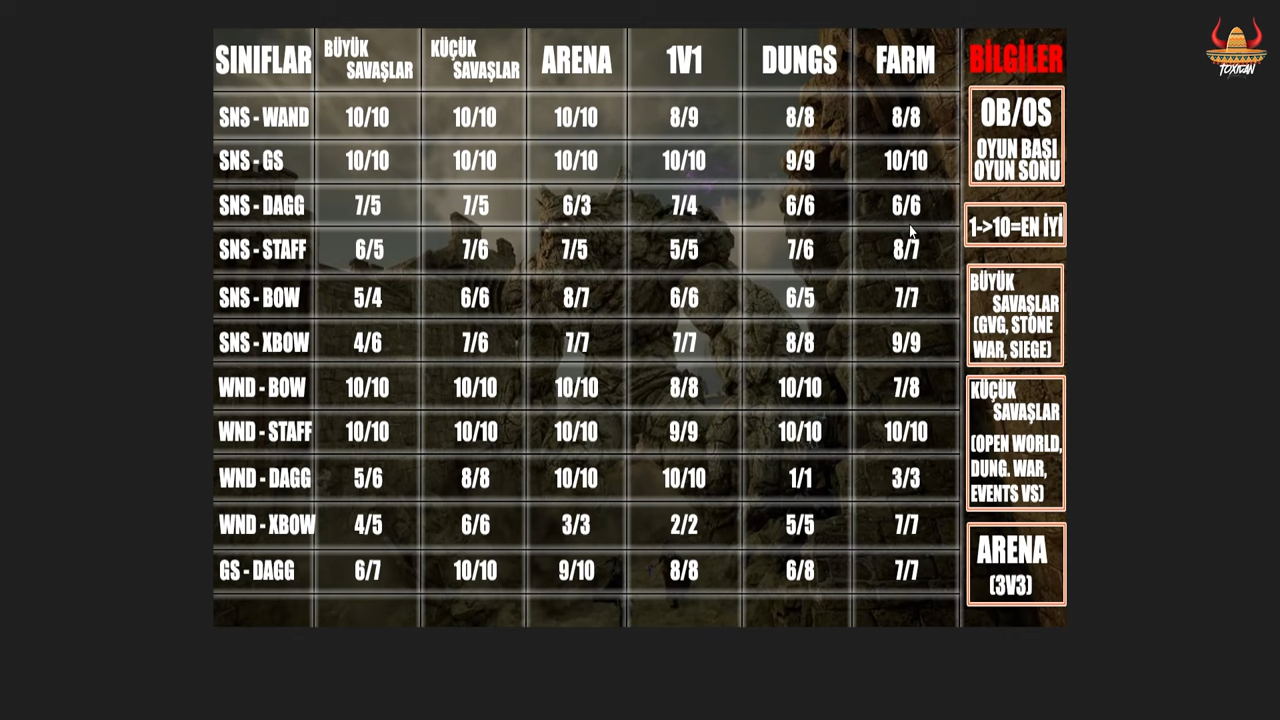 SINIFLAR BÜYÜK SAVAŞLAR KÜÇÜK SAVAŞLAR ARENA 1V1 DUNGS FARM
SNS - WAND 10/10 10/10 10/10 8/9 8/8 8/8
SNS - GS 10/10 10/10 10/10 10/10 9/9 10/10
SNS - DAGG 7/5 7/5 6/3 7/4 6/6 6/6
SNS - STAFF 6/5 7/6 7/5 5/5 7/6 8/7
SNS - BOW 5/4 6/6 8/7 6/6 6/5 7/7
SNS - XBOW 4/6 7/6 7/7 7/7 8/8 9/9
WND - BOW 10/10 10/10 10/10 8/8 10/10 7/8
WND - STAFF 10/10 10/10 10/10 9/9 10/10 10/10
WND - DAGG 5/6 8/8 10/10 10/10 1/1 3/3
WND - XBOW 4/5 6/6 3/3 2/2 5/5 7/7
GS - DAGG 6/7 10/10 9/10 8/8 6/8 7/7
BİLGİLER
OB/OS
OYUN BAŞI
OYUN SONU
1->10=EN İYİ
BÜYÜK
SAVAŞLAR
(GVG, STONE
WAR, SIEGE)
KÜÇÜK
SAVAŞLAR
(OPEN WORLD,
DUNG. WAR,
EVENTS VS)
ARENA
(3V3)
TOXICAN